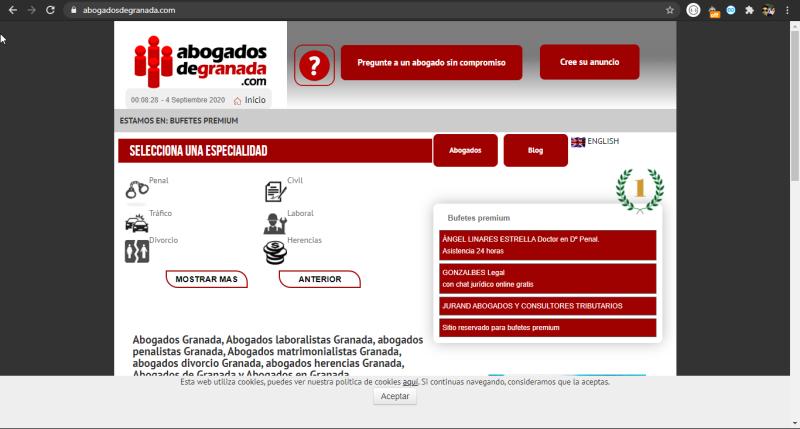 abogadosdegranada.com
off
abogados
degranada
.com
?
Pregunte a un abogado sin compromiso
Cree su anuncio
00:08:28 - 4 Septiembre 2020
Inicio
ESTAMOS EN: BUFETES PREMIUM
SELECCIONA UNA ESPECIALIDAD
Abogados
Blog
ENGLISH
Penal
Civil
Tráfico
Laboral
Divorcio
Herencias
MOSTRAR MAS
ANTERIOR
1
Bufetes premium
ÁNGEL LINARES ESTRELLA Doctor en Dº Penal.
Asistencia 24 horas
GONZALBES Legal
con chat jurídico online gratis
JURAND ABOGADOS Y CONSULTORES TRIBUTARIOS
Sitio reservado para bufetes premium
Abogados Granada, Abogados laboralistas Granada, abogados
penalistas Granada, Abogados matrimonialistas Granada,
abogados divorcio Granada, abogados herencias Granada,
Abogados de Granada y Abogados en Granada
Esta web utiliza cookies, puedes ver nuestra política de cookies aquí. Si continuas navegando, consideramos que la aceptas.
Aceptar